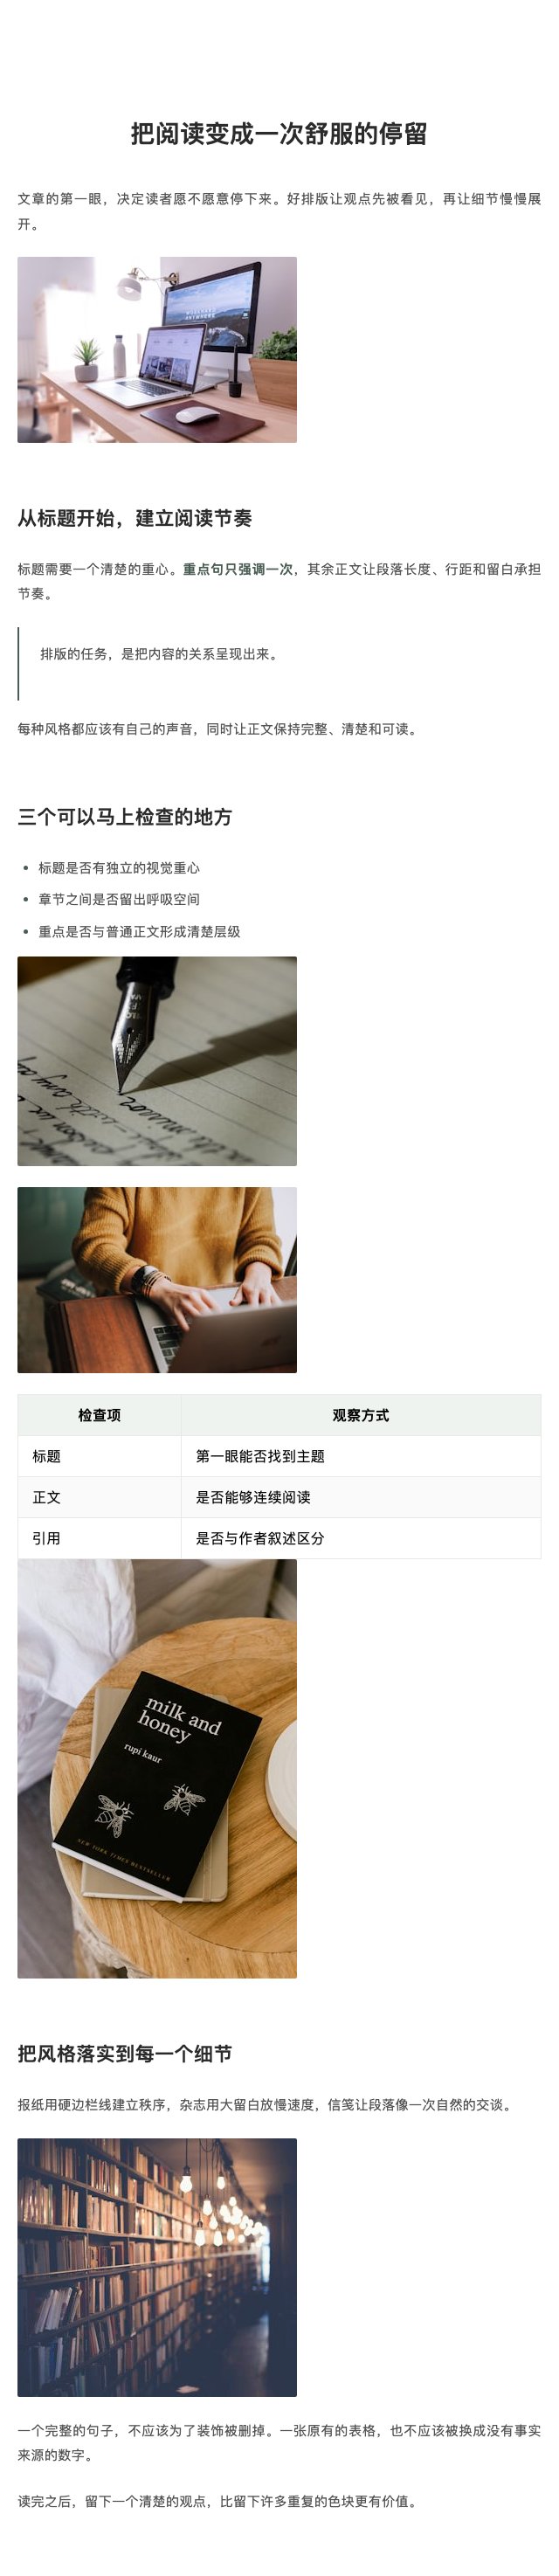 把阅读变成一次舒服的停留
文章的第一眼，决定读者愿不愿意停下来。好排版让观点先被看见，再让细节慢慢展
开。
从标题开始，建立阅读节奏
标题需要一个清楚的重心。重点句只强调一次，其余正文让段落长度、行距和留白承担
节奏。
排版的任务，是把内容的关系呈现出来。
每种风格都应该有自己的声音，同时让正文保持完整、清楚和可读。
三个可以马上检查的地方
• 标题是否有独立的视觉重心
• 章节之间是否留出呼吸空间
• 重点是否与普通正文形成清楚层级
检查项 观察方式
标题 第一眼能否找到主题
正文 是否能够连续阅读
引用 是否与作者叙述区分
milk and
honey
rupi kaur
NEW YORK TIMES BESTSELLER
把风格落实到每一个细节
报纸用硬边栏线建立秩序，杂志用大留白放慢速度，信笺让段落像一次自然的交谈。
一个完整的句子，不应该为了装饰被删掉。一张原有的表格，也不应该被换成没有事实
来源的数字。
读完之后，留下一个清楚的观点，比留下许多重复的色块更有价值。